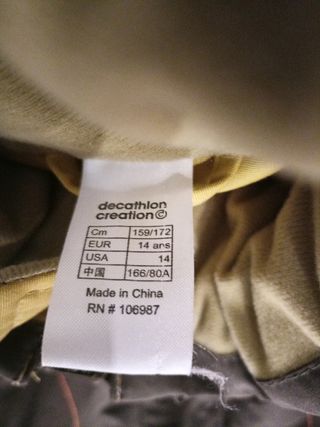 decathlon
creation©
Cm 159/172
EUR 14 ans
USA 14
中国 166/80A
Made in China
RN # 106987